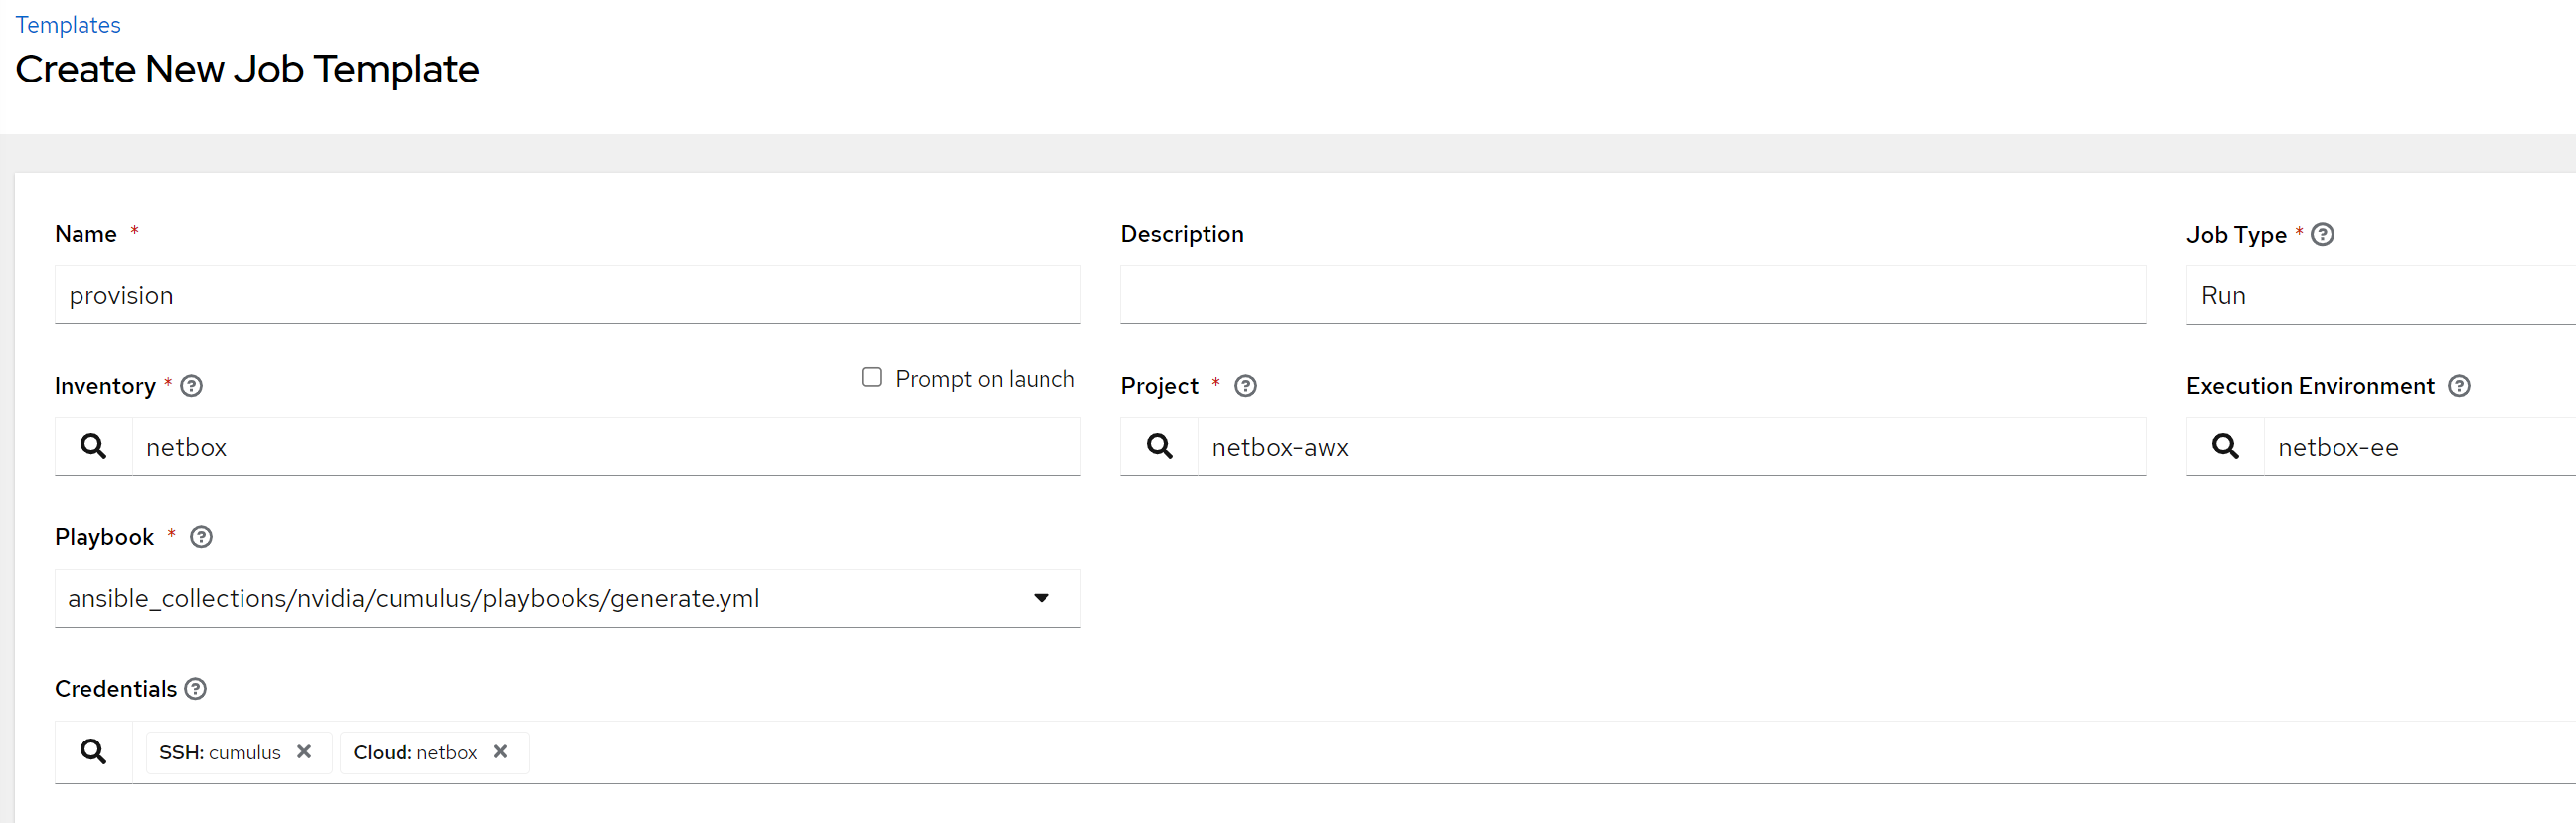 Templates
Create New Job Template
Name *
Description
Job Type *
provision
Run
Inventory *
Prompt on launch
Project *
Execution Environment
netbox
netbox-awx
netbox-ee
Playbook *
ansible_collections/nvidia/cumulus/playbooks/generate.yml
Credentials
SSH: cumulus
Cloud: netbox